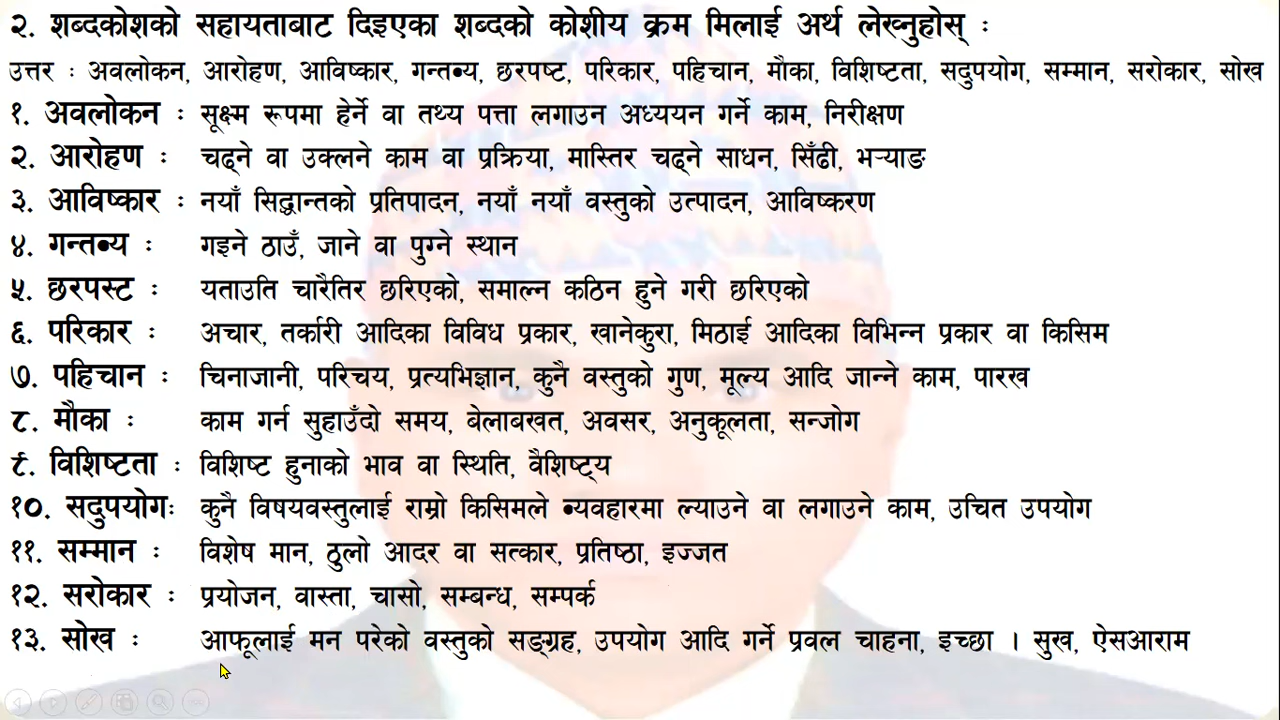 २. शब्दकोशको सहायताबाट दिइएका शब्दको कोशीय क्रम मिलाई अर्थ लेख्नुहोस् :
उत्तर : अवलोकन, आरोहण, आविष्कार, गन्तव्य, छरपष्ट, परिकार, पहिचान, मौका, विशिष्टता, सदुपयोग, सम्मान, सरोकार, सोख
१. अवलोकन : सूक्ष्म रूपमा हेर्ने वा तथ्य पत्ता लगाउन अध्ययन गर्ने काम, निरीक्षण
२. आरोहण : चढ्ने वा उक्लने काम वा प्रक्रिया, मास्तिर चढ्ने साधन, सिँढी, भऱ्याङ
३. आविष्कार : नयाँ सिद्धान्तको प्रतिपादन, नयाँ नयाँ वस्तुको उत्पादन, आविष्करण
४. गन्तव्य : गइने ठाउँ, जाने वा पुग्ने स्थान
५. छरपस्ट : यताउति चारैतिर छरिएको, समाल्न कठिन हुने गरी छरिएको
६. परिकार : अचार, तर्कारी आदिका विविध प्रकार, खानेकुरा, मिठाई आदिका विभिन्न प्रकार वा किसिम
७. पहिचान : चिनाजानी, परिचय, प्रत्यभिज्ञान, कुनै वस्तुको गुण, मूल्य आदि जान्ने काम, पारख
८. मौका : काम गर्न सुहाउँदो समय, बेलाबखत, अवसर, अनुकूलता, सन्जोग
९. विशिष्टता : विशिष्ट हुनाको भाव वा स्थिति, वैशिष्ट्य
१०. सदुपयोगः कुनै विषयवस्तुलाई राम्रो किसिमले व्यवहारमा ल्याउने वा लगाउने काम, उचित उपयोग
११. सम्मान : विशेष मान, ठुलो आदर वा सत्कार, प्रतिष्ठा, इज्जत
१२. सरोकार : प्रयोजन, वास्ता, चासो, सम्बन्ध, सम्पर्क
१३. सोख : आफूलाई मन परेको वस्तुको सङ्ग्रह, उपयोग आदि गर्ने प्रवल चाहना, इच्छा । सुख, ऐसआराम